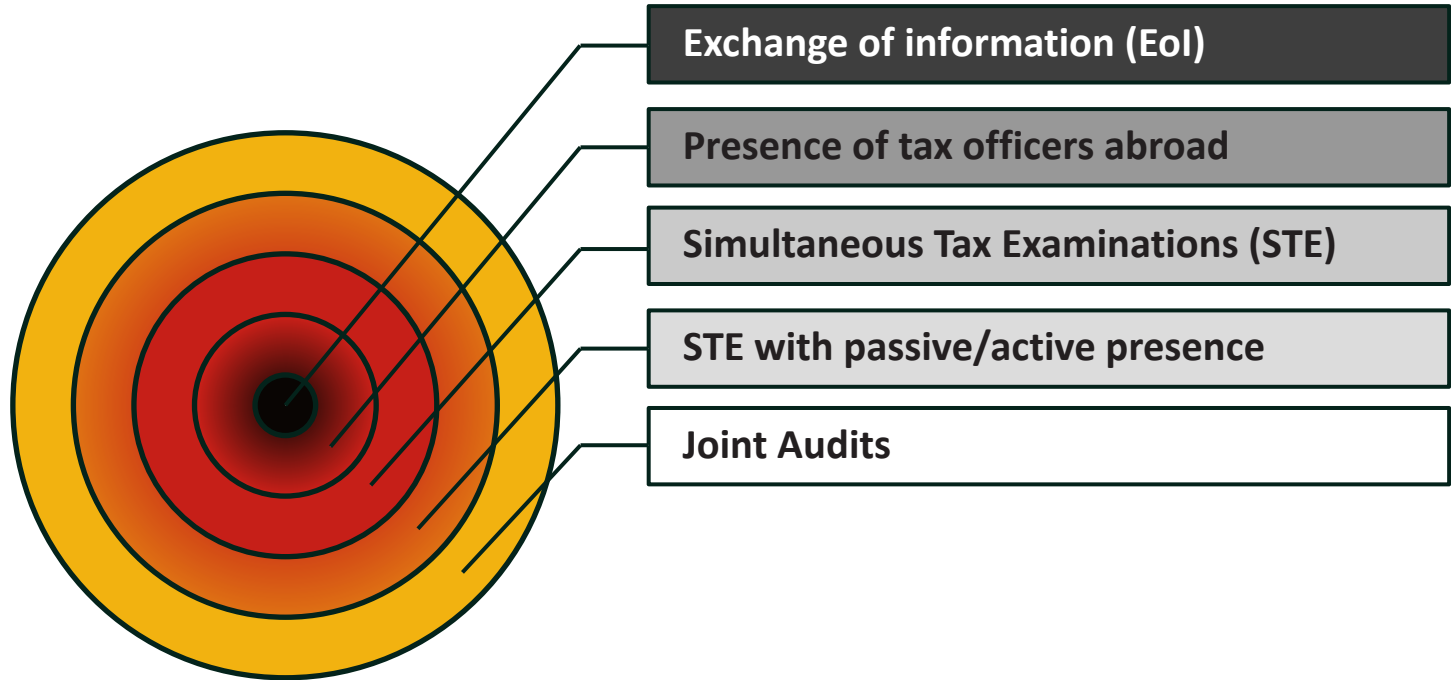 Exchange of information (EoI)
Presence of tax officers abroad
Simultaneous Tax Examinations (STE)
STE with passive/active presence
Joint Audits